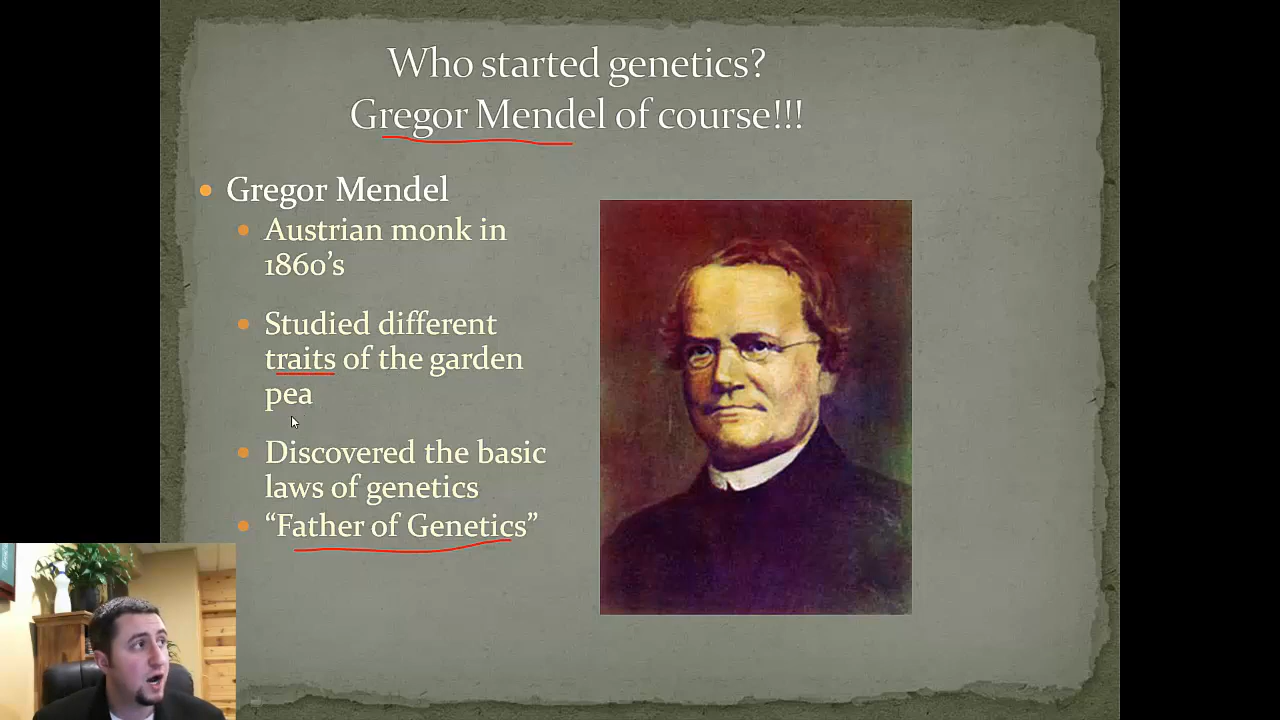 Who started genetics?
Gregor Mendel of course!!!
Gregor Mendel
Austrian monk in
1860's
Studied different
traits of the garden
pea
Discovered the basic
laws of genetics
“Father of Genetics”